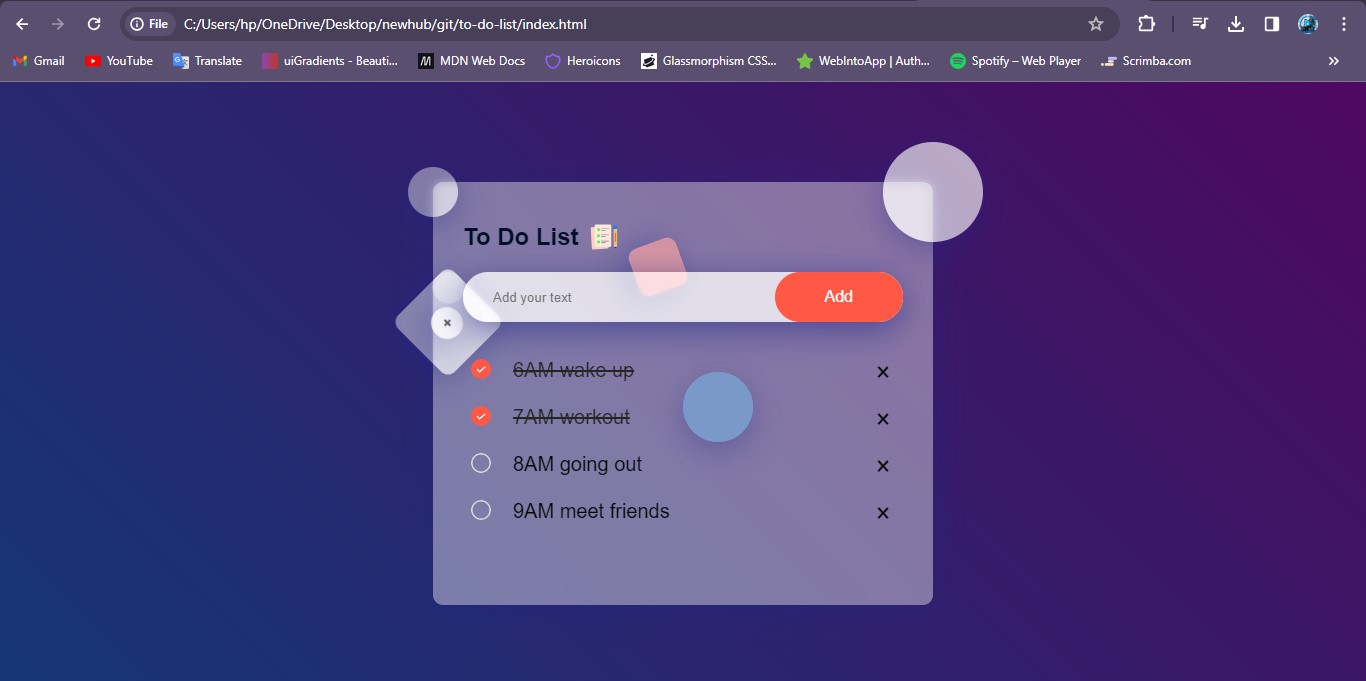 File C:/Users/hp/OneDrive/Desktop/newhub/git/to-do-list/index.html
Gmail YouTube Translate uiGradients - Beauti... MDN Web Docs Heroicons Glassmorphism CSS... WebIntoApp | Auth... Spotify – Web Player Scrimba.com »
To Do List
Add your text Add
×
6AM wake up ×
7AM workout ×
8AM going out ×
9AM meet friends ×